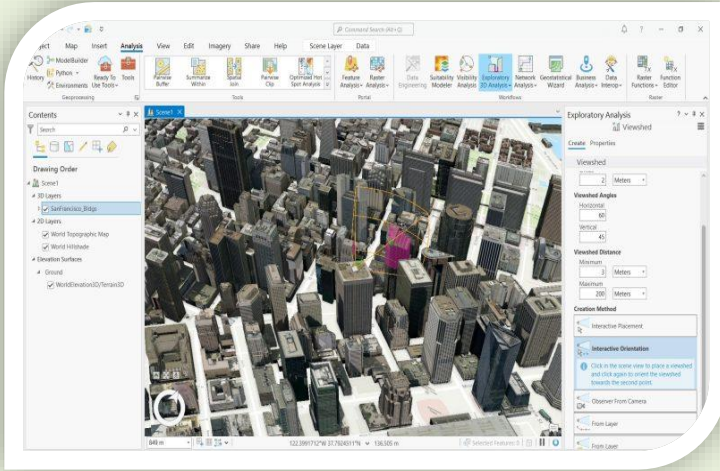 Command Search (Alt+Q)
Map Insert Analysis View Edit Imagery Share Help Scene Layer Data
History
ModelBuilder
Python
Environments
Ready To Use Tools
Tools
Pairwise Buffer
Summarize Within
Spatial Join
Pairwise Clip
Optimized Hot Spot Analysis
Feature Analysis
Raster Analysis
Data Engineering
Suitability Modeler
Visibility Analysis
Exploratory 3D Analysis
Network Analysis
Geostatistical Wizard
Business Analysis
Data Interop
Raster Functions
Function Editor
Geoprocessing
Tools
Portal
Workflows
Raster
Contents
Search
Drawing Order
Scene1
3D Layers
SanFrancisco_Bldgs
2D Layers
World Topographic Map
World Hillshade
Elevation Surfaces
Ground
WorldElevation3D/Terrain3D
Scene1
122.3991712°W 37.7924511°N
136.505 m
Selected Features: 0
Exploratory Analysis
Viewshed
Create Properties
Viewshed
2 Meters
Viewshed Angles
Horizontal
60
Vertical
45
Viewshed Distance
Minimum
3 Meters
Maximum
200 Meters
Creation Method
Interactive Placement
Interactive Orientation
Click in the scene view to place a viewshed
and click again to orient the viewshed
towards the second point.
Observer From Camera
From Layer
From Layer